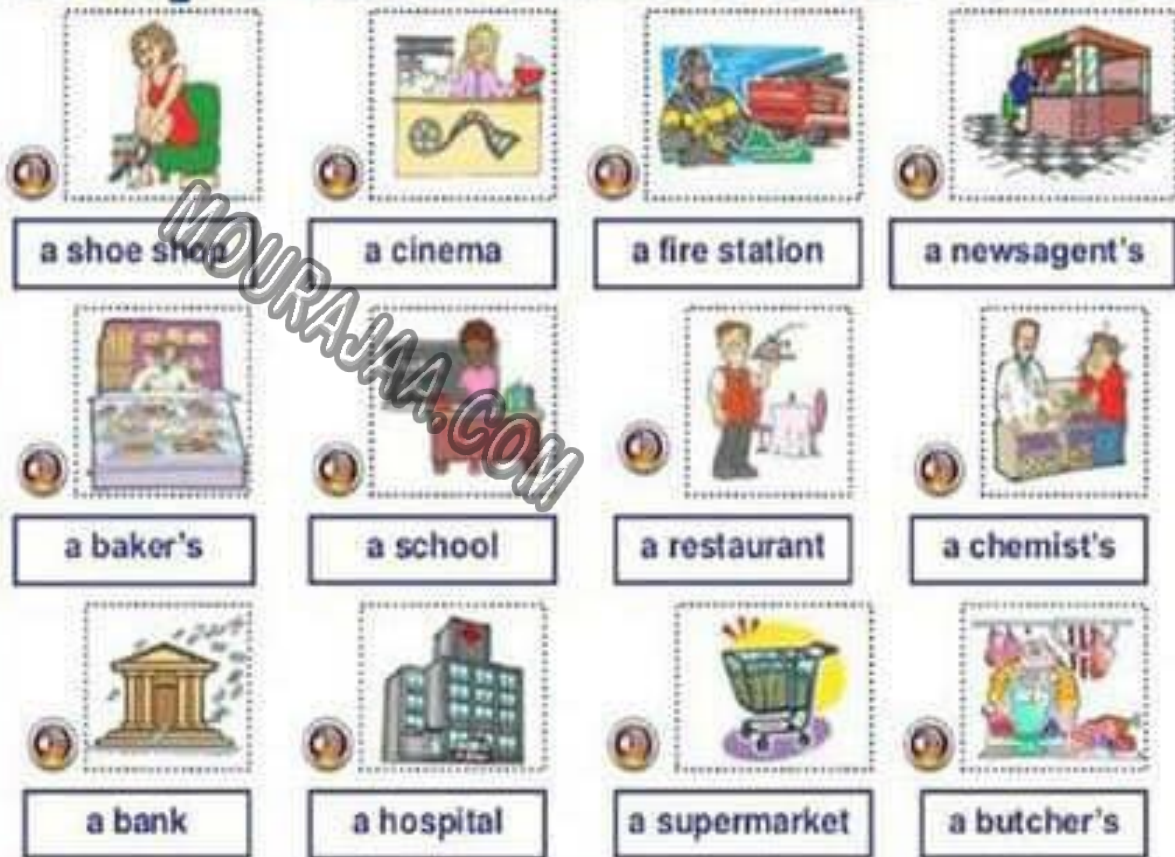 a shoe shop
a cinema
a fire station
a newsagent's
MOURAJAA.COM
a baker's
a school
a restaurant
a chemist's
a bank
a hospital
a supermarket
a butcher's